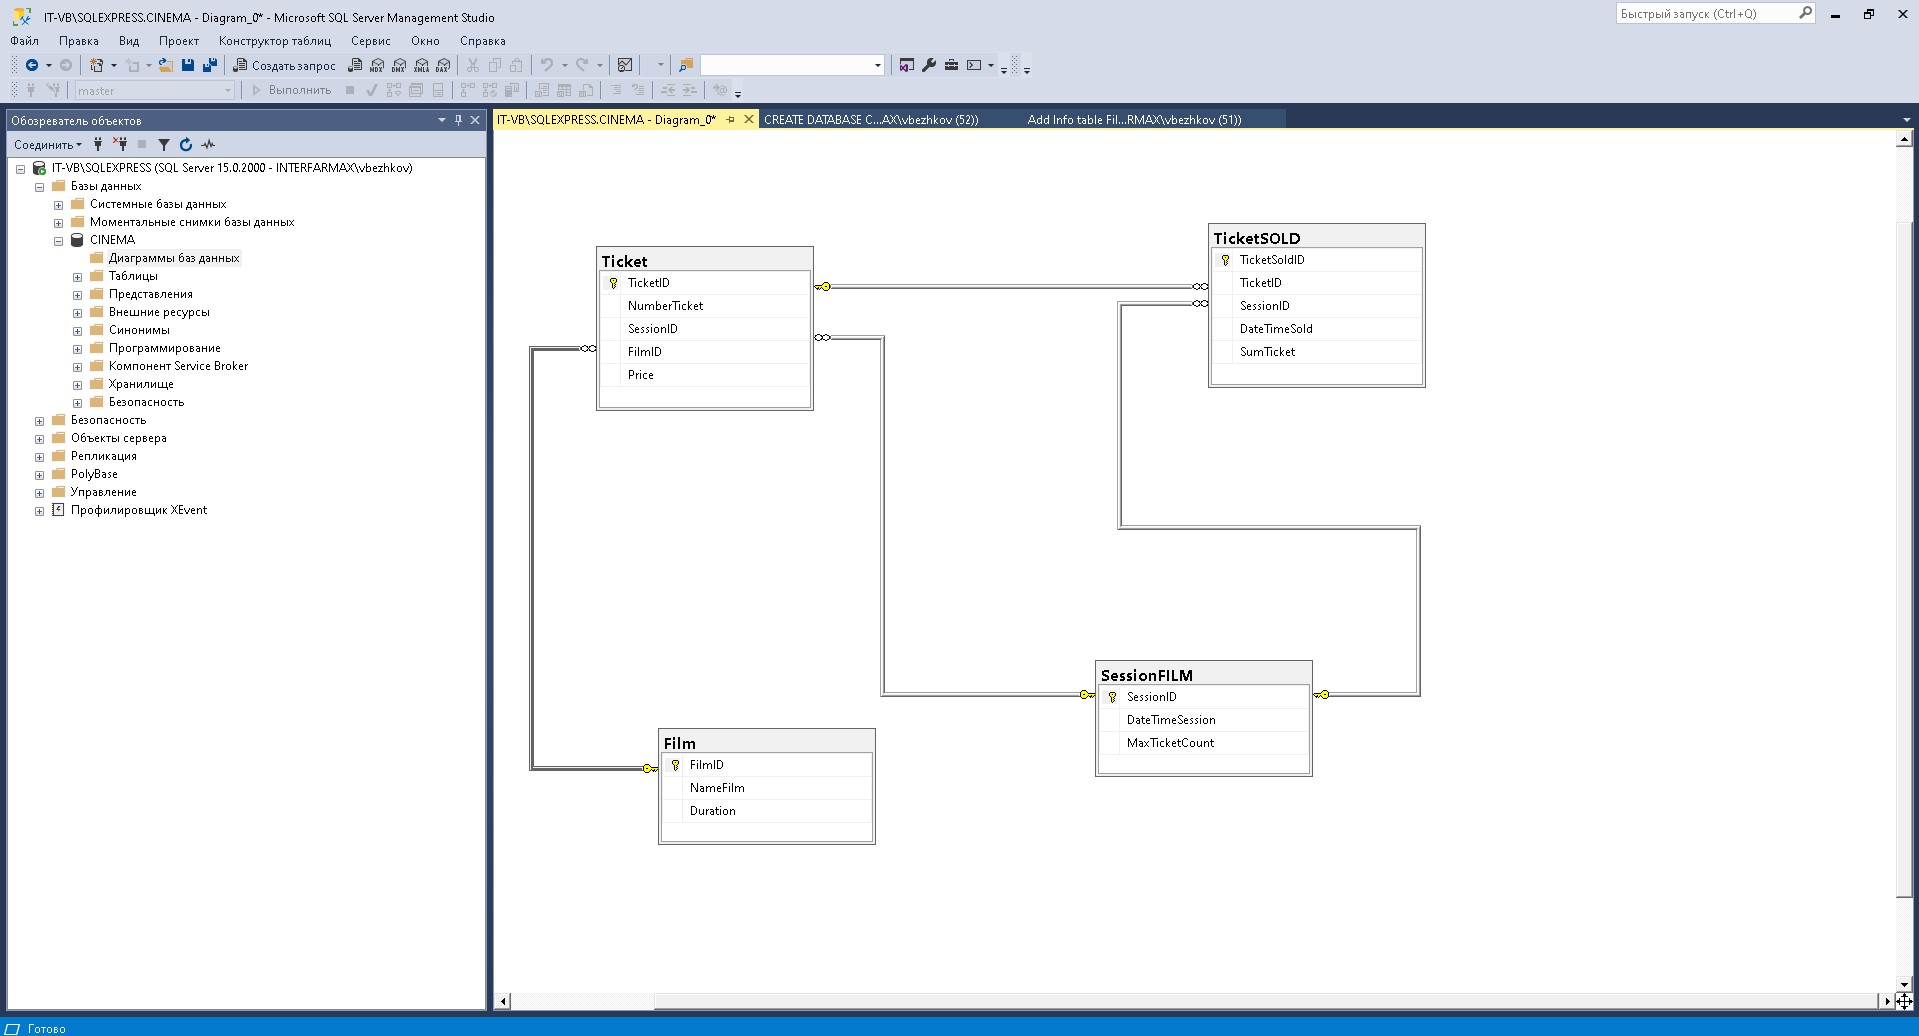 IT-VB\SQLEXPRESS.CINEMA - Diagram_0* - Microsoft SQL Server Management Studio
Быстрый запуск (Ctrl+Q)
Файл Правка Вид Проект Конструктор таблиц Сервис Окно Справка
Создать запрос MDX DMX XMLA DAX
master Выполнить
Обозреватель объектов
Соединить
IT-VB\SQLEXPRESS (SQL Server 15.0.2000 - INTERFARMAX\vbezhkov)
Базы данных
Системные базы данных
Моментальные снимки базы данных
CINEMA
Диаграммы баз данных
Таблицы
Представления
Внешние ресурсы
Синонимы
Программирование
Компонент Service Broker
Хранилище
Безопасность
Безопасность
Объекты сервера
Репликация
PolyBase
Управление
Профилировщик XEvent
IT-VB\SQLEXPRESS.CINEMA - Diagram_0* CREATE DATABASE C...AX\vbezhkov (52)) Add Info table Fil...RMAX\vbezhkov (51))
Ticket
TicketID
NumberTicket
SessionID
FilmID
Price
TicketSOLD
TicketSoldID
TicketID
SessionID
DateTimeSold
SumTicket
SessionFILM
SessionID
DateTimeSession
MaxTicketCount
Film
FilmID
NameFilm
Duration
Готово